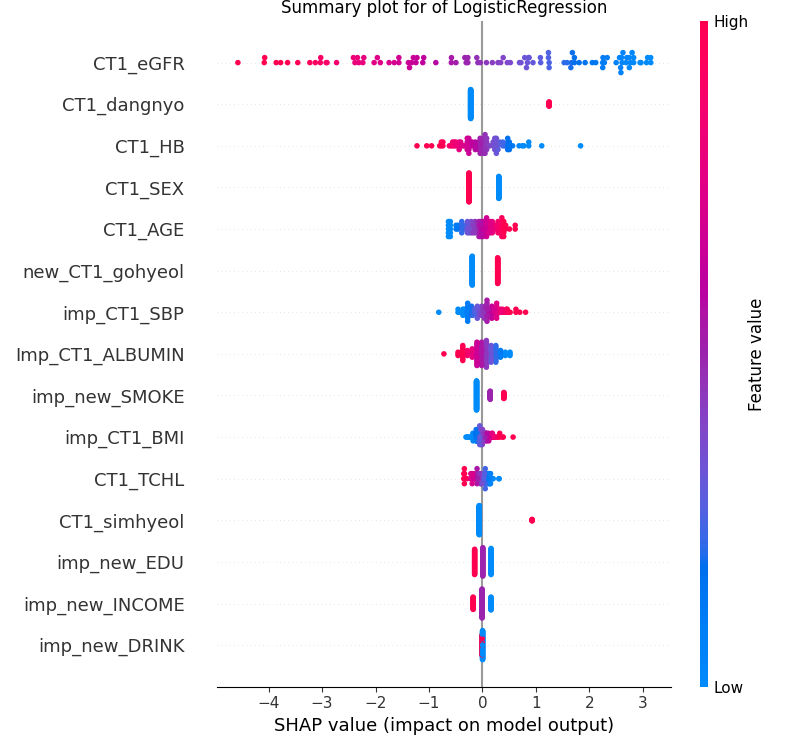 Summary plot for of LogisticRegression
High
CT1_eGFR
CT1_dangnyo
CT1_HB
CT1_SEX
CT1_AGE
new_CT1_gohyeol
imp_CT1_SBP
Imp_CT1_ALBUMIN
imp_new_SMOKE
imp_CT1_BMI
CT1_TCHL
CT1_simhyeol
imp_new_EDU
imp_new_INCOME
imp_new_DRINK
Feature value
Low
−4 −3 −2 −1 0 1 2 3
SHAP value (impact on model output)